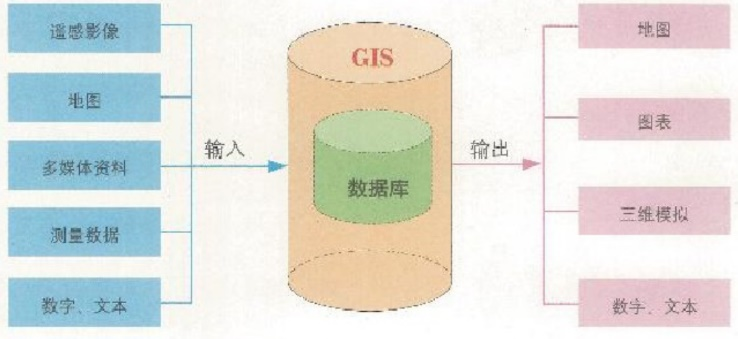 遥感影像
地图
多媒体资料
测量数据
数字、文本
输入
GIS
数据库
输出
地图
图表
三维模拟
数字、文本